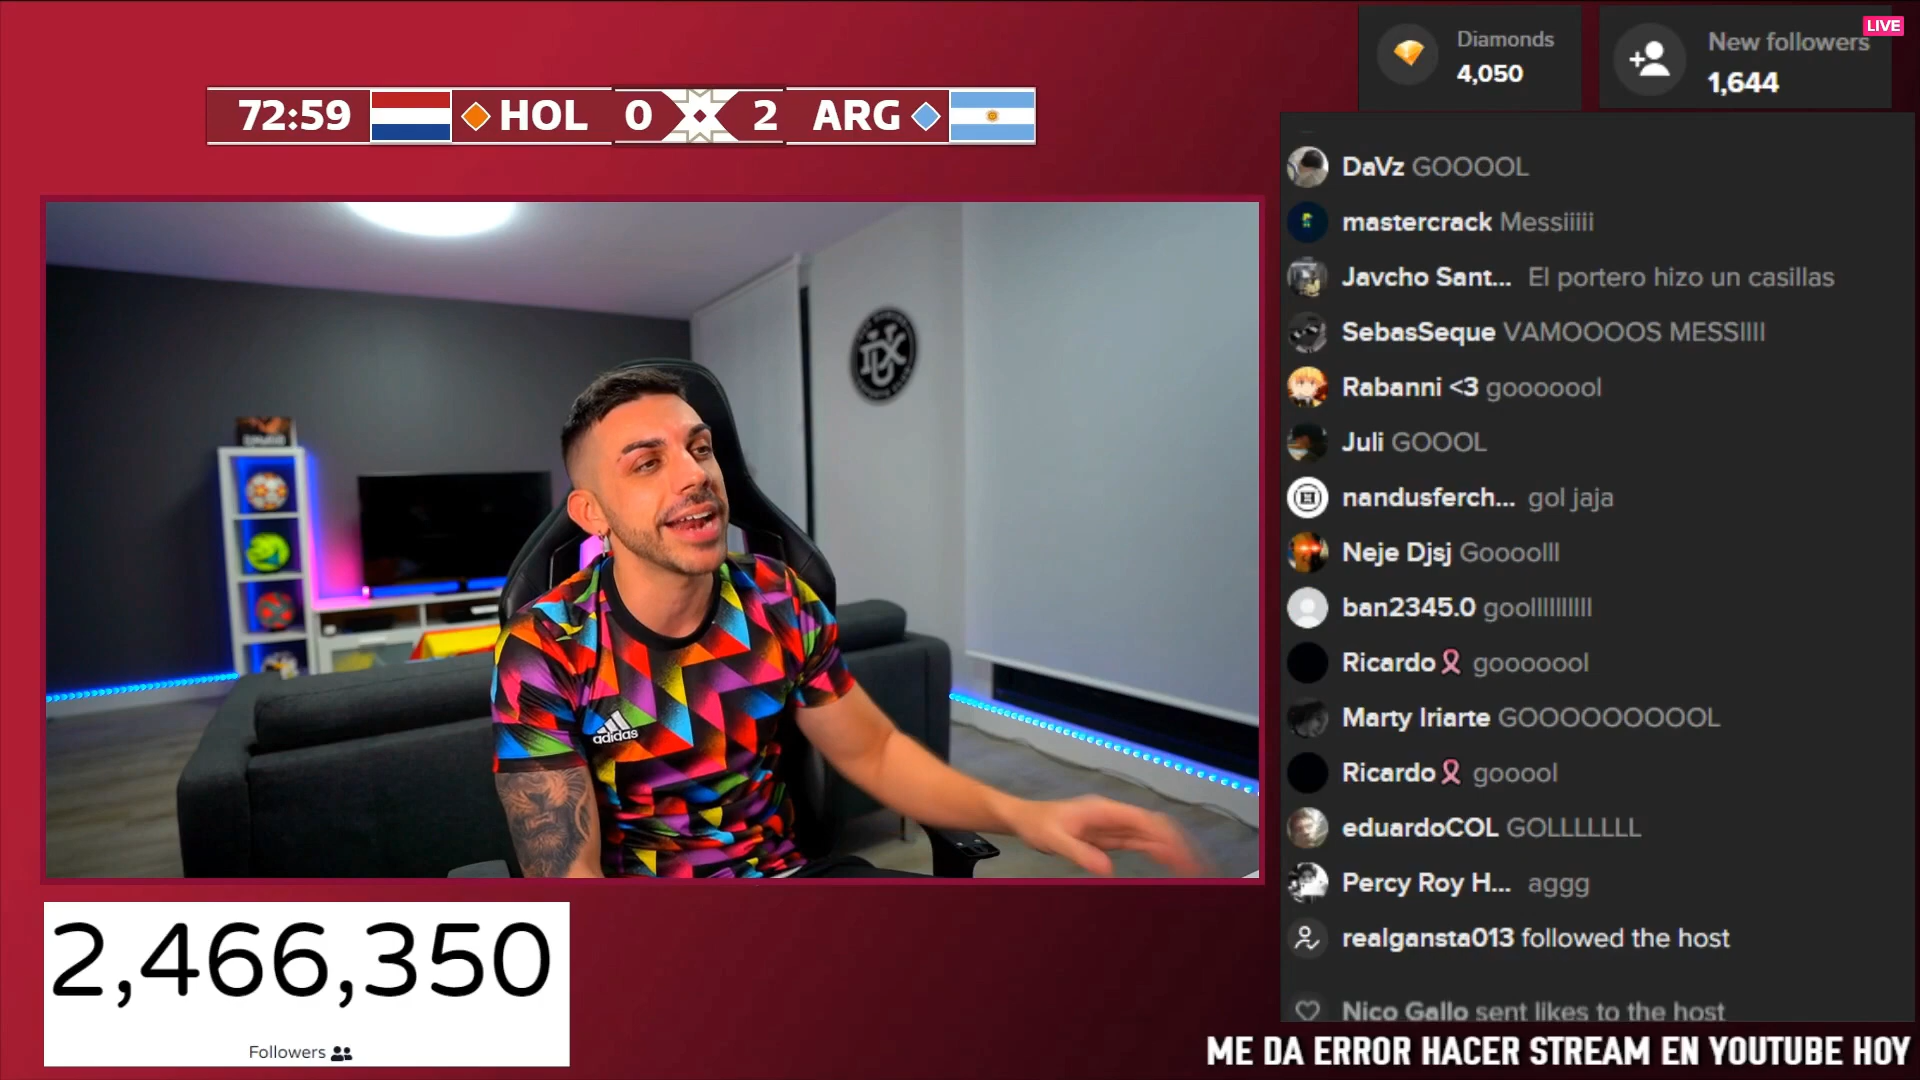 LIVE
Diamonds
4,050
New followers
1,644
72:59 HOL 0 2 ARG
DaVz GOOOOL
mastercrack Messiiiii
Javcho Sant... El portero hizo un casillas
SebasSeque VAMOOOOS MESSIIII
Rabanni <3 gooooool
Juli GOOOL
nandusferch... gol jaja
Neje Djsj Goooolll
ban2345.0 goollllllllll
Ricardo🎗 gooooool
Marty Iriarte GOOOOOOOOOL
Ricardo🎗 gooool
eduardoCOL GOLLLLLLL
Percy Roy H... aggg
realgansta013 followed the host
Nico Gallo sent likes to the host
adidas
2,466,350
Followers
ME DA ERROR HACER STREAM EN YOUTUBE HOY